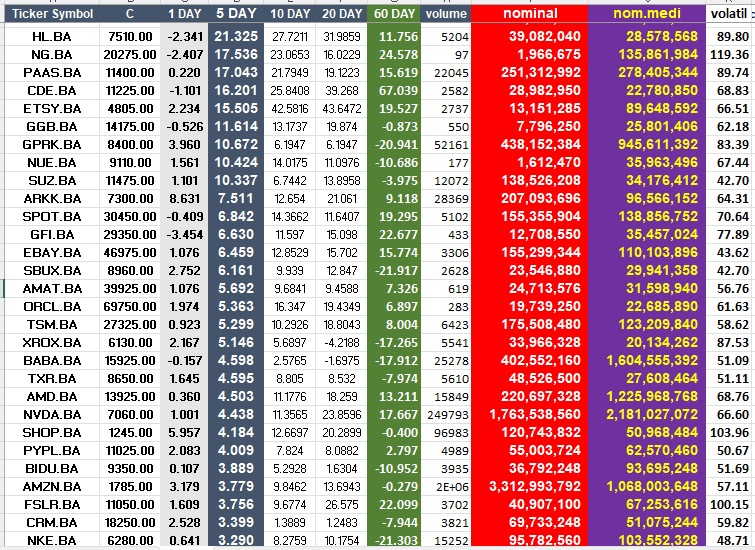 Ticker Symbol C 1 DAY 5 DAY 10 DAY 20 DAY 60 DAY volume nominal nom.medi volatil
HL.BA 7510.00 -2.341 21.325 27.7211 31.9859 11.756 5204 39,082,040 28,578,568 89.80
NG.BA 20275.00 -2.407 17.536 23.0653 16.0229 24.578 97 1,966,675 135,861,984 119.36
PAAS.BA 11400.00 0.220 17.043 21.7949 19.1223 15.619 22045 251,312,992 278,405,344 89.74
CDE.BA 11225.00 -1.101 16.201 25.8408 39.268 67.039 2582 28,982,950 22,780,850 68.83
ETSY.BA 4805.00 2.234 15.505 42.5816 43.6472 19.527 2737 13,151,285 89,648,592 66.51
GGB.BA 14175.00 -0.526 11.614 13.1737 19.874 -0.873 550 7,796,250 25,801,406 62.18
GPRK.BA 8400.00 3.960 10.672 6.1947 6.1947 -20.941 52161 438,152,384 945,611,392 83.39
NUE.BA 9110.00 1.561 10.424 14.0175 11.0976 -10.686 177 1,612,470 35,963,496 67.44
SUZ.BA 11475.00 1.101 10.337 6.7442 13.8958 -3.975 12072 138,526,208 34,176,412 42.70
ARKK.BA 7300.00 8.631 7.511 12.654 21.061 9.118 28369 207,093,696 96,566,152 64.31
SPOT.BA 30450.00 -0.409 6.842 14.3662 11.6407 19.295 5102 155,355,904 138,856,752 70.64
GFI.BA 29350.00 -3.454 6.630 11.597 15.098 22.677 433 12,708,550 35,457,024 77.89
EBAY.BA 46975.00 1.076 6.459 12.8529 15.702 15.774 3306 155,299,344 110,103,896 43.62
SBUX.BA 8960.00 2.752 6.161 9.939 12.847 -21.917 2628 23,546,880 29,941,358 42.70
AMAT.BA 39925.00 1.076 5.692 9.6841 9.4588 7.326 619 24,713,576 31,598,940 56.76
ORCL.BA 69750.00 1.974 5.363 16.347 19.4349 6.897 283 19,739,250 22,685,890 61.63
TSM.BA 27325.00 0.923 5.299 10.2926 18.8043 8.004 6423 175,508,480 123,209,840 58.62
XROX.BA 6130.00 2.167 5.146 5.6897 -4.2188 -17.265 5541 33,966,328 20,134,262 87.53
BABA.BA 15925.00 -0.157 4.598 2.5765 -1.6975 -17.912 25278 402,552,160 1,604,555,392 51.09
TXR.BA 8650.00 1.645 4.595 8.805 8.532 -7.974 5610 48,526,500 27,608,464 51.11
AMD.BA 13925.00 0.360 4.503 11.1776 18.259 13.211 15849 220,697,328 1,225,968,768 68.76
NVDA.BA 7060.00 1.001 4.438 11.3565 23.8596 17.667 249793 1,763,538,560 2,181,027,072 66.60
SHOP.BA 1245.00 5.957 4.184 12.6697 20.2899 -0.400 96983 120,743,832 50,968,484 103.96
PYPL.BA 11025.00 2.083 4.009 7.824 8.0882 2.797 4989 55,003,724 62,570,460 50.67
BIDU.BA 9350.00 0.107 3.889 5.2928 1.6304 -10.952 3935 36,792,248 93,695,248 51.69
AMZN.BA 1785.00 3.179 3.779 9.8462 13.6943 -0.279 2E+06 3,312,993,792 1,068,003,648 57.11
FSLR.BA 11050.00 1.609 3.756 9.6774 26.575 22.099 3702 40,907,100 67,253,616 100.15
CRM.BA 18250.00 2.528 3.399 1.3889 1.2483 -7.944 3821 69,733,248 51,075,244 59.82
NKE.BA 6280.00 0.641 3.290 8.2759 10.1754 -21.303 15252 95,782,560 103,552,328 48.71